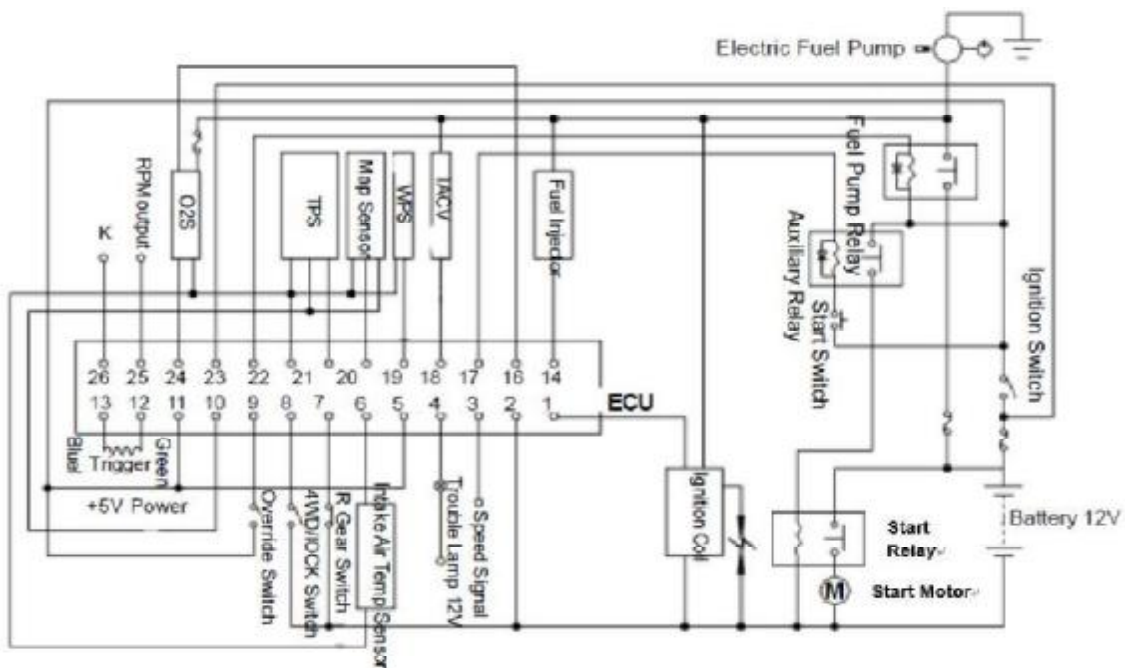 Electric Fuel Pump
Fuel Pump Relay
Auxiliary Relay
Start Switch
Ignition Switch
RPM output
K
O2S
TPS
Map Sensor
WPS
TACV
Fuel Injector
26 25 24 23 22 21 20 19 18 17 16 14
13 12 11 10 9 8 7 6 5 4 3 2 1
ECU
Bluel
Trigger
Green
+5V Power
Override Switch
4WD/lOCK Switch
R Gear Switch
Intake Air Temp Sensor
Trouble Lamp 12V
Speed Signal
Ignition Coil
Battery 12V
Start
Relay
M
Start Motor